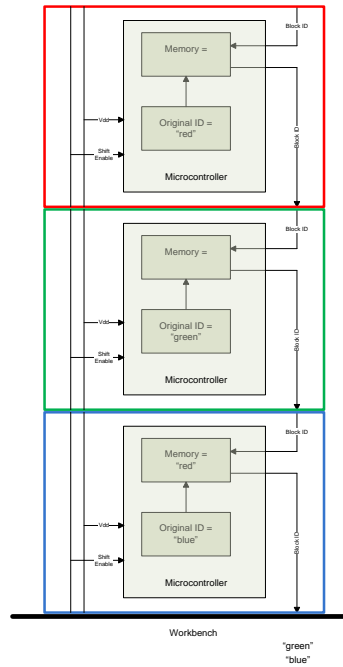 Block ID
Memory =
Vdd
Original ID =
“red”
Block ID
Shift
Enable
Microcontroller
Block ID
Memory =
Vdd
Original ID =
“green”
Block ID
Shift
Enable
Microcontroller
Block ID
Memory =
“red”
Vdd
Original ID =
“blue”
Block ID
Shift
Enable
Microcontroller
Workbench
“green”
“blue”